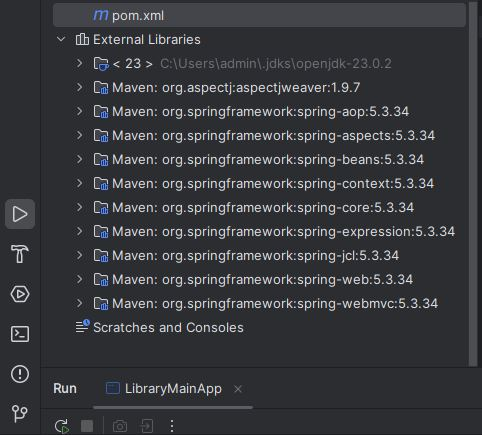 pom.xml
External Libraries
< 23 > C:\Users\admin\.jdks\openjdk-23.0.2
Maven: org.aspectj:aspectjweaver:1.9.7
Maven: org.springframework:spring-aop:5.3.34
Maven: org.springframework:spring-aspects:5.3.34
Maven: org.springframework:spring-beans:5.3.34
Maven: org.springframework:spring-context:5.3.34
Maven: org.springframework:spring-core:5.3.34
Maven: org.springframework:spring-expression:5.3.34
Maven: org.springframework:spring-jcl:5.3.34
Maven: org.springframework:spring-web:5.3.34
Maven: org.springframework:spring-webmvc:5.3.34
Scratches and Consoles
Run LibraryMainApp